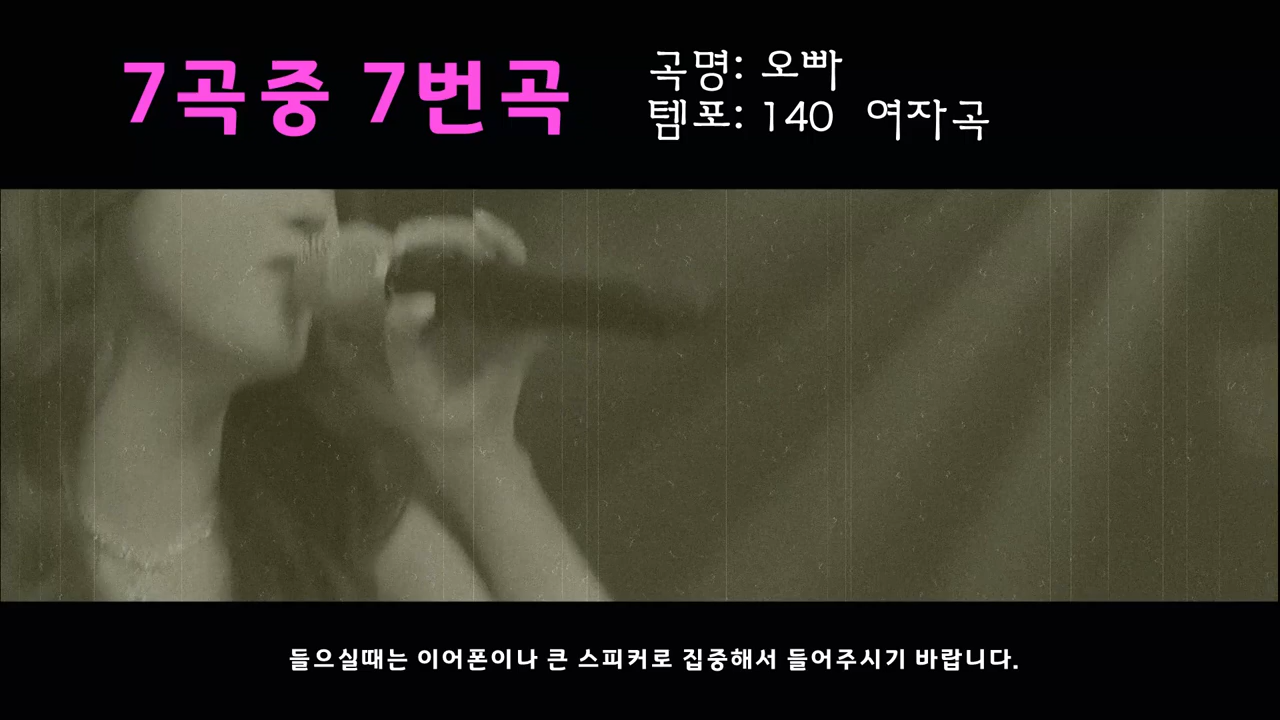 7곡중 7번곡
곡명: 오빠
템포: 140 여자곡
들으실때는 이어폰이나 큰 스피커로 집중해서 들어주시기 바랍니다.